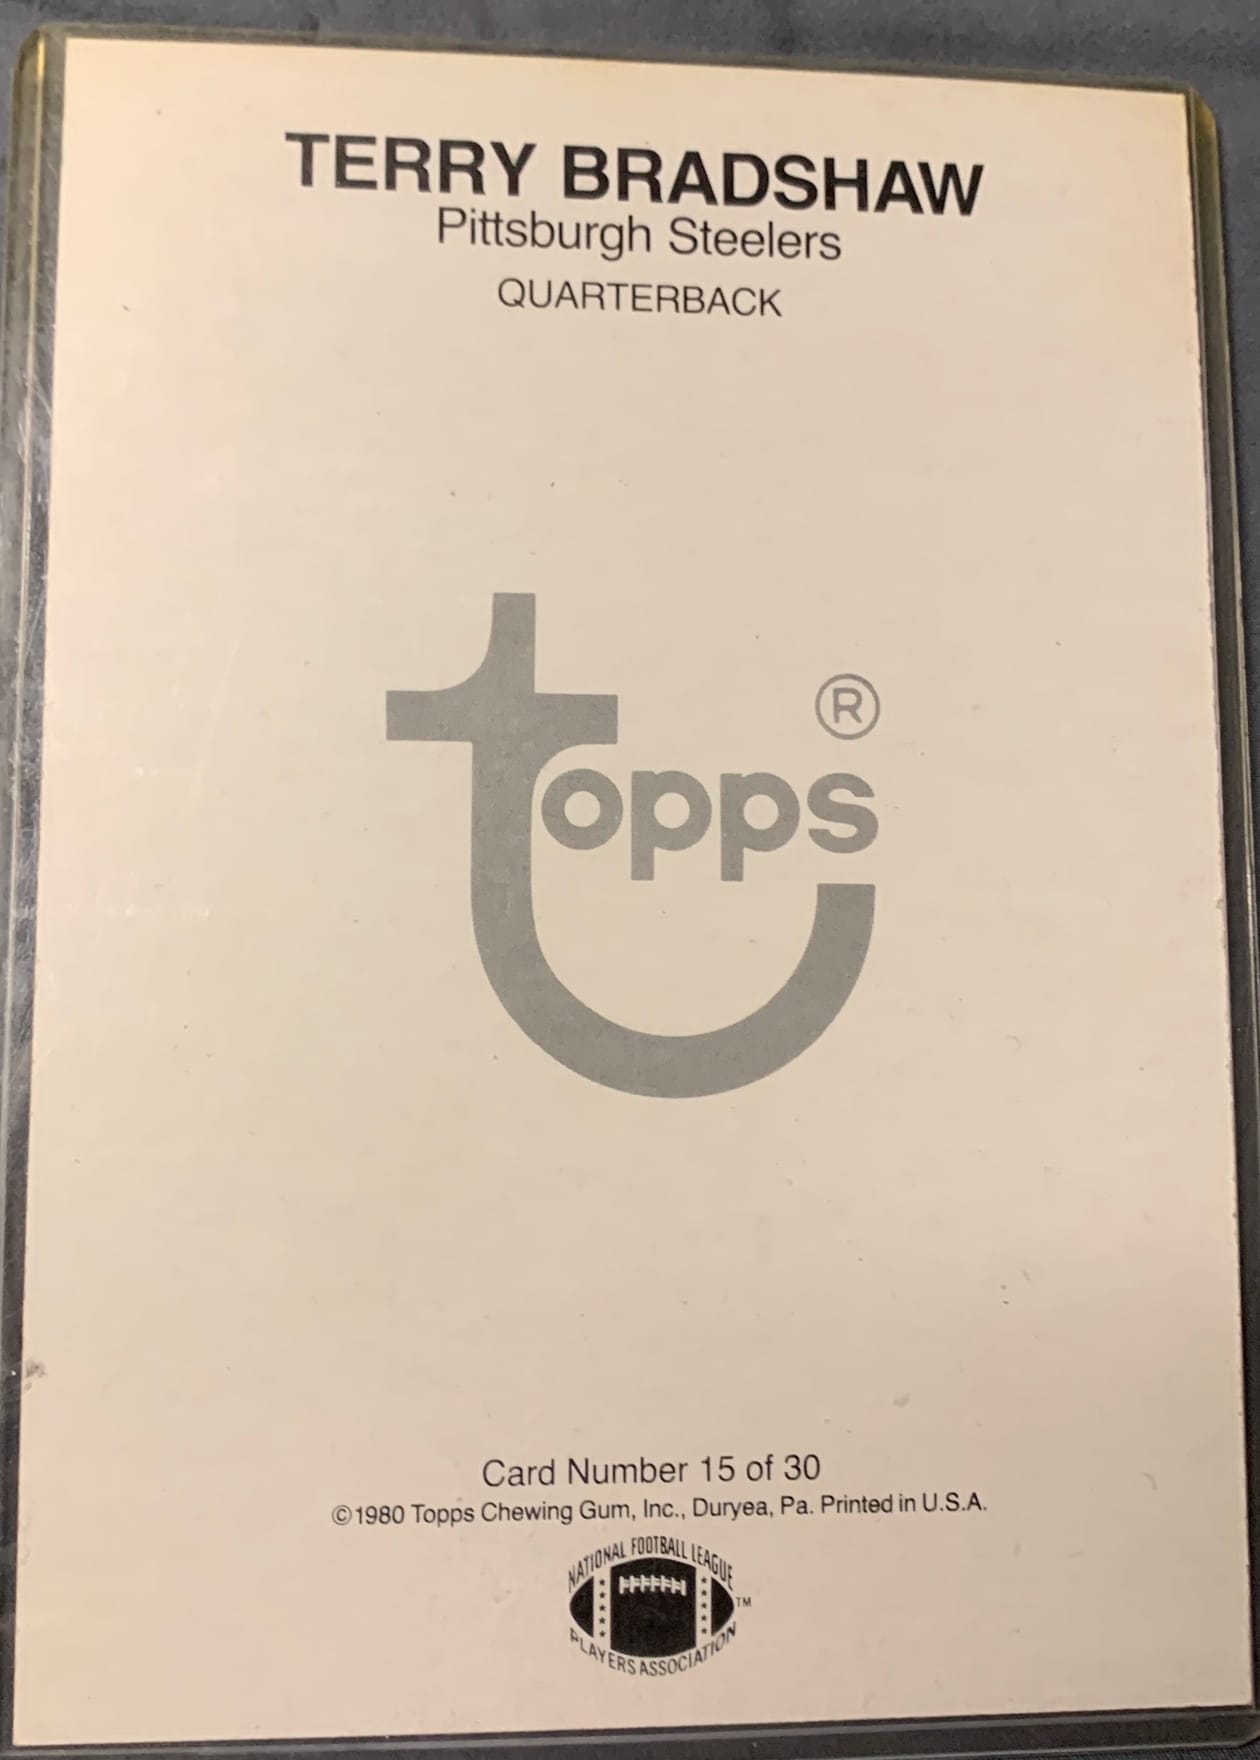 TERRY BRADSHAW
Pittsburgh Steelers
QUARTERBACK
topps ®
Card Number 15 of 30
©1980 Topps Chewing Gum, Inc., Duryea, Pa. Printed in U.S.A.
NATIONAL FOOTBALL LEAGUE
PLAYERS ASSOCIATION ™